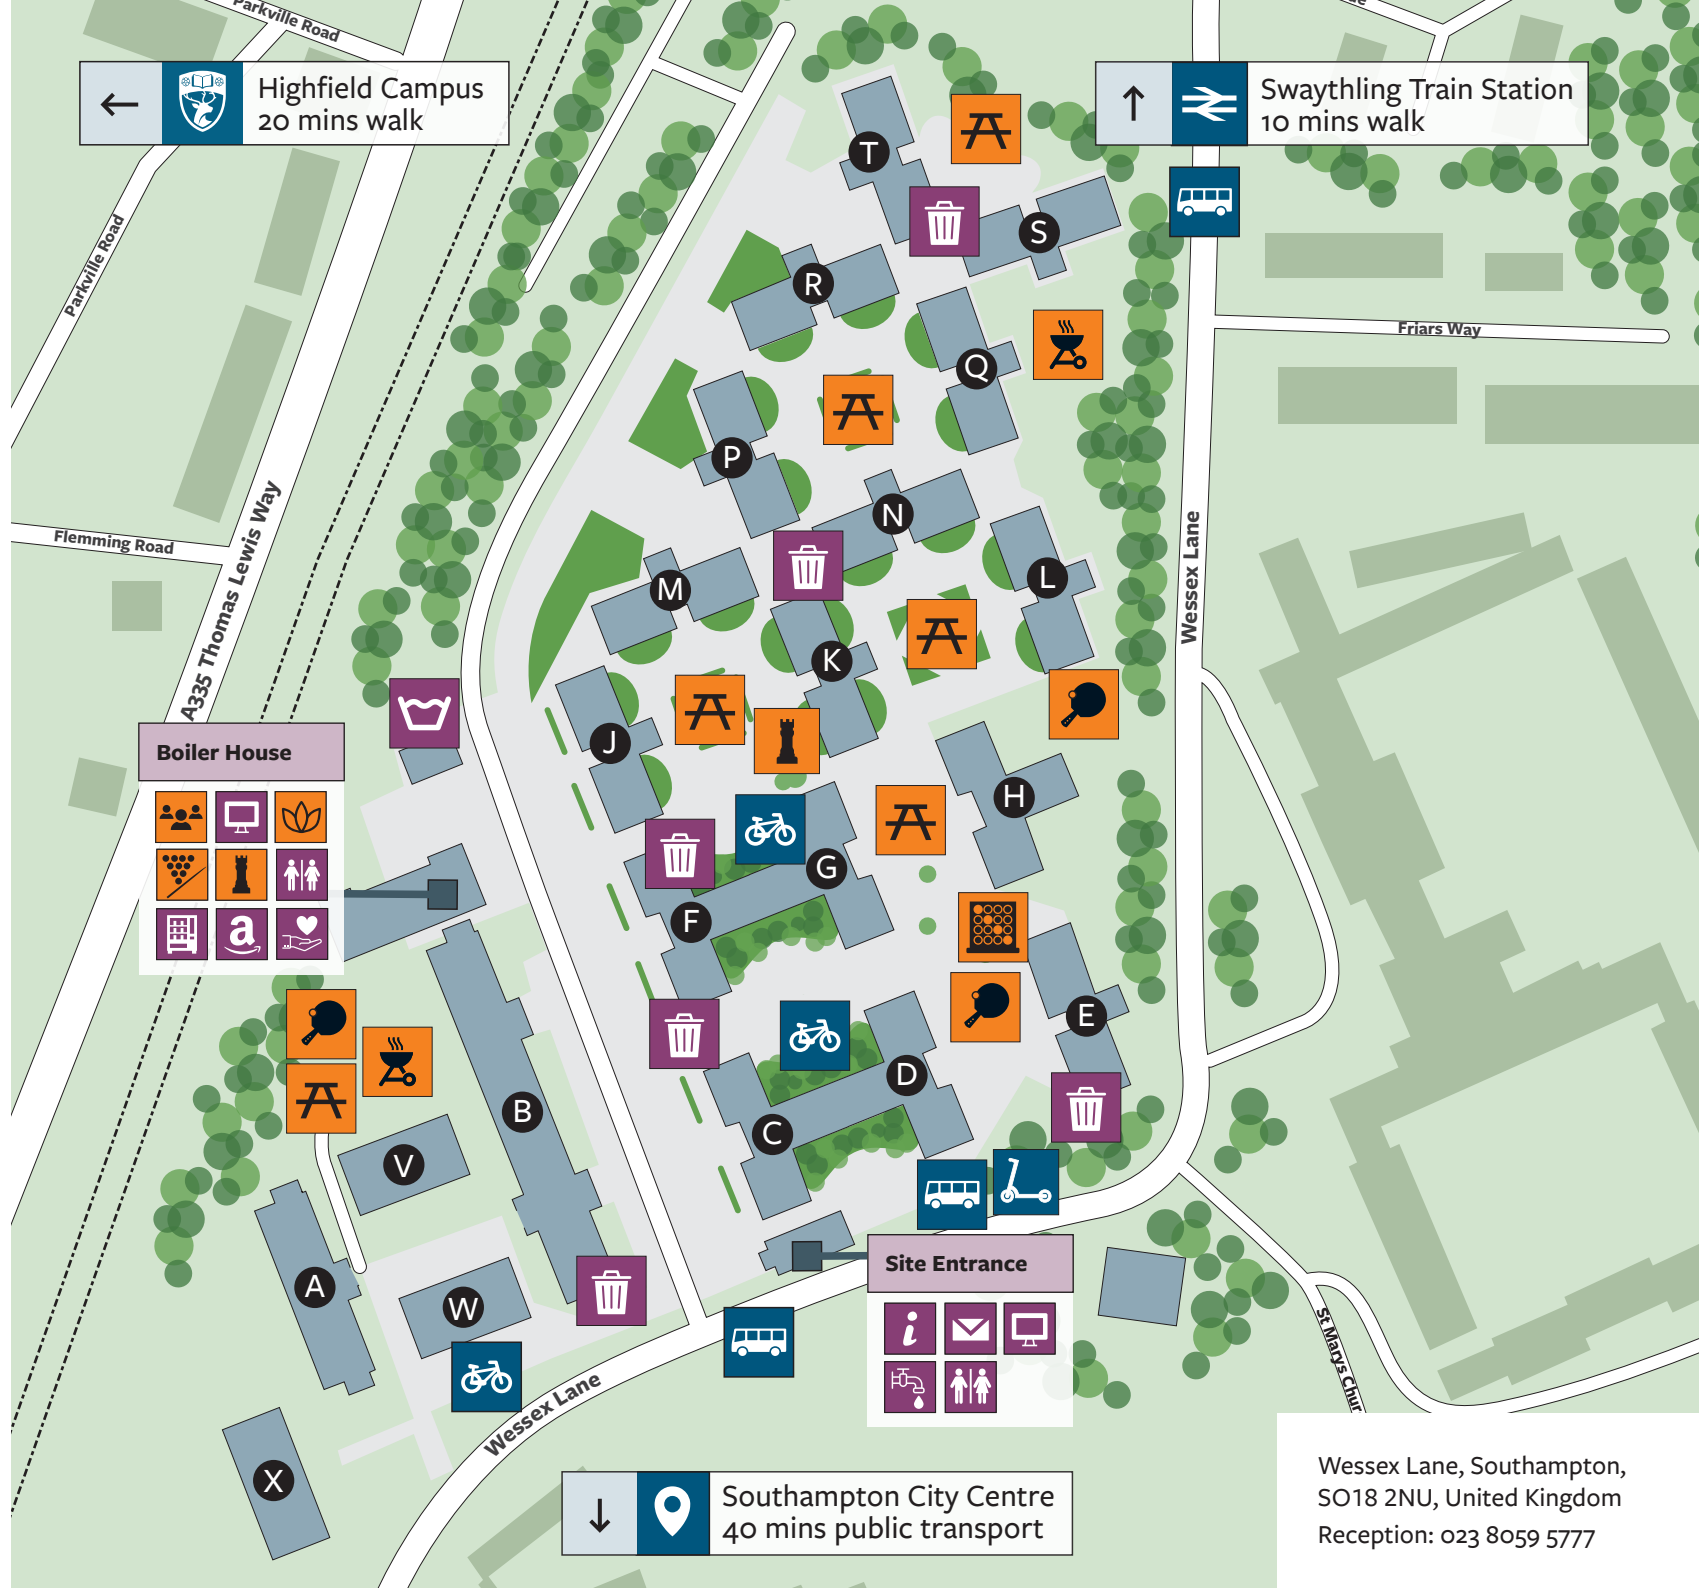 Parkville Road
Highfield Campus
20 mins walk
Swaythling Train Station
10 mins walk
Parkville Road
Friars Way
Flemming Road
A335 Thomas Lewis Way
Wessex Lane
T
S
R
Q
P
N
L
M
K
J
H
G
F
E
D
C
B
V
A
W
X
Boiler House
a
Site Entrance
i
Wessex Lane
St Marys Chur
Southampton City Centre
40 mins public transport
Wessex Lane, Southampton,
SO18 2NU, United Kingdom
Reception: 023 8059 5777